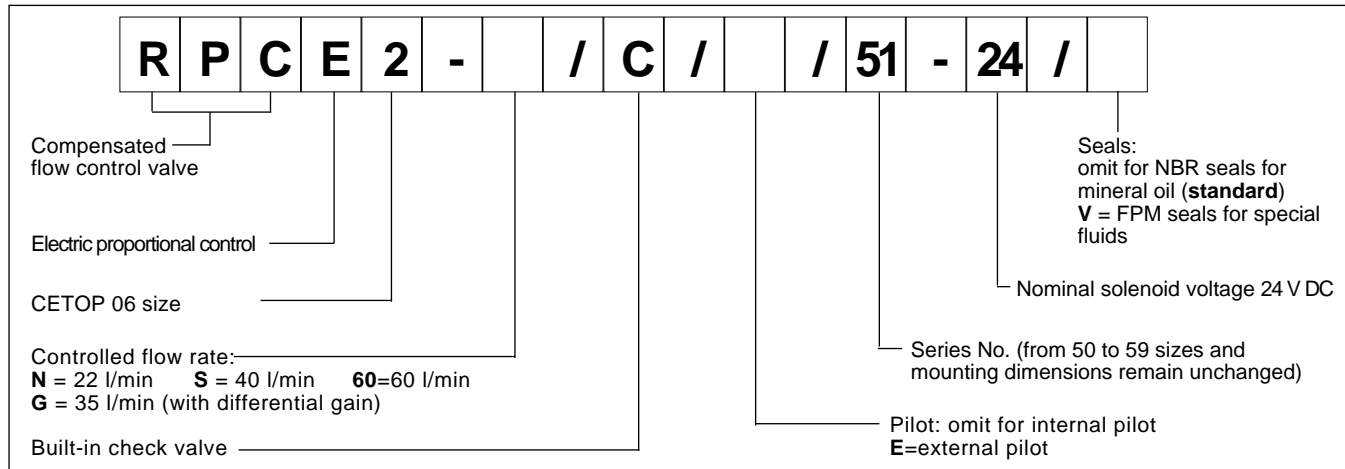 R P C E 2 - / C / / 51 - 24 /
Compensated
flow control valve
Electric proportional control
CETOP 06 size
Controlled flow rate:
N = 22 l/min S = 40 l/min 60=60 l/min
G = 35 l/min (with differential gain)
Built-in check valve
Seals:
omit for NBR seals for
mineral oil (standard)
V = FPM seals for special
fluids
Nominal solenoid voltage 24 V DC
Series No. (from 50 to 59 sizes and
mounting dimensions remain unchanged)
Pilot: omit for internal pilot
E=external pilot